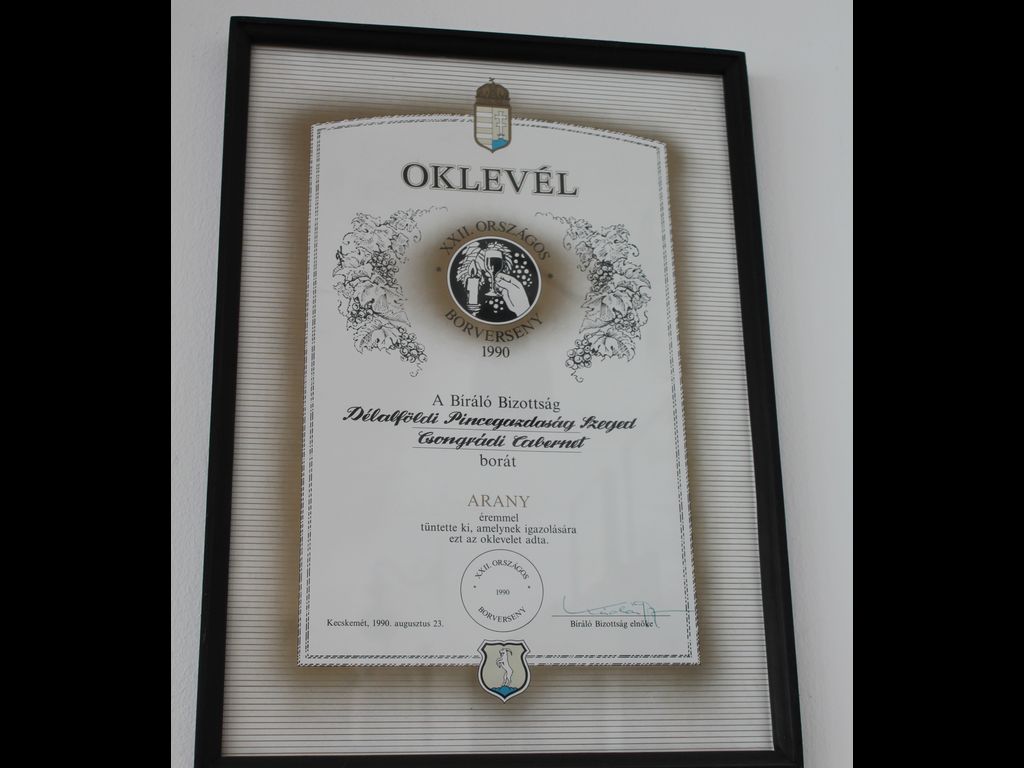 OKLEVÉL
XXII. ORSZÁGOS
BORVERSENY
1990
A Bíráló Bizottság
Délalföldi Pincegazdaság Szeged
Csongrádi Cabernet
borát
ARANY
éremmel
tüntette ki, amelynek igazolására
ezt az oklevelet adta.
XXII. ORSZÁGOS
1990
BORVERSENY
Kecskemét, 1990. augusztus 23.
Bíráló Bizottság elnöke